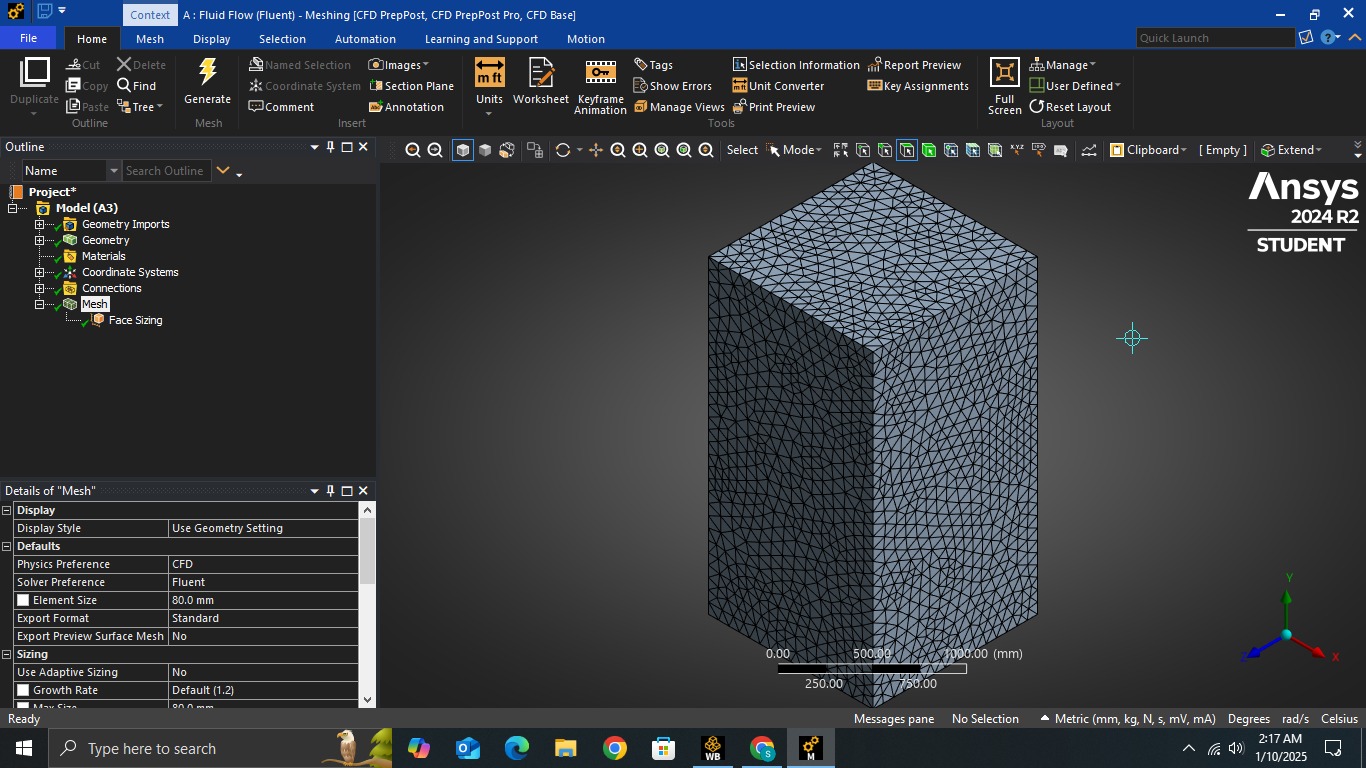 Context A : Fluid Flow (Fluent) - Meshing [CFD PrepPost, CFD PrepPost Pro, CFD Base]
File Home Mesh Display Selection Automation Learning and Support Motion Quick Launch
Duplicate Cut Delete
Copy Find
Paste Tree
Outline
Generate
Mesh
Named Selection Images
Coordinate System Section Plane
Comment Annotation
Insert
m ft
Units Worksheet Keyframe Animation
Tags Selection Information Report Preview
Show Errors Unit Converter Key Assignments
Manage Views Print Preview
Tools
Full Screen Manage
User Defined
Reset Layout
Layout
Outline
Name Search Outline
Project*
Model (A3)
Geometry Imports
Geometry
Materials
Coordinate Systems
Connections
Mesh
Face Sizing
Select Mode Clipboard [ Empty ] Extend
Ansys
2024 R2
STUDENT
Y
X
Z
0.00 500.00 1000.00 (mm)
250.00 750.00
Details of "Mesh"
Display
Display Style Use Geometry Setting
Defaults
Physics Preference CFD
Solver Preference Fluent
Element Size 80.0 mm
Export Format Standard
Export Preview Surface Mesh No
Sizing
Use Adaptive Sizing No
Growth Rate Default (1.2)
Max Size 80.0 mm
Ready Messages pane No Selection Metric (mm, kg, N, s, mV, mA) Degrees rad/s Celsius
Type here to search WB S M 2:17 AM
1/10/2025